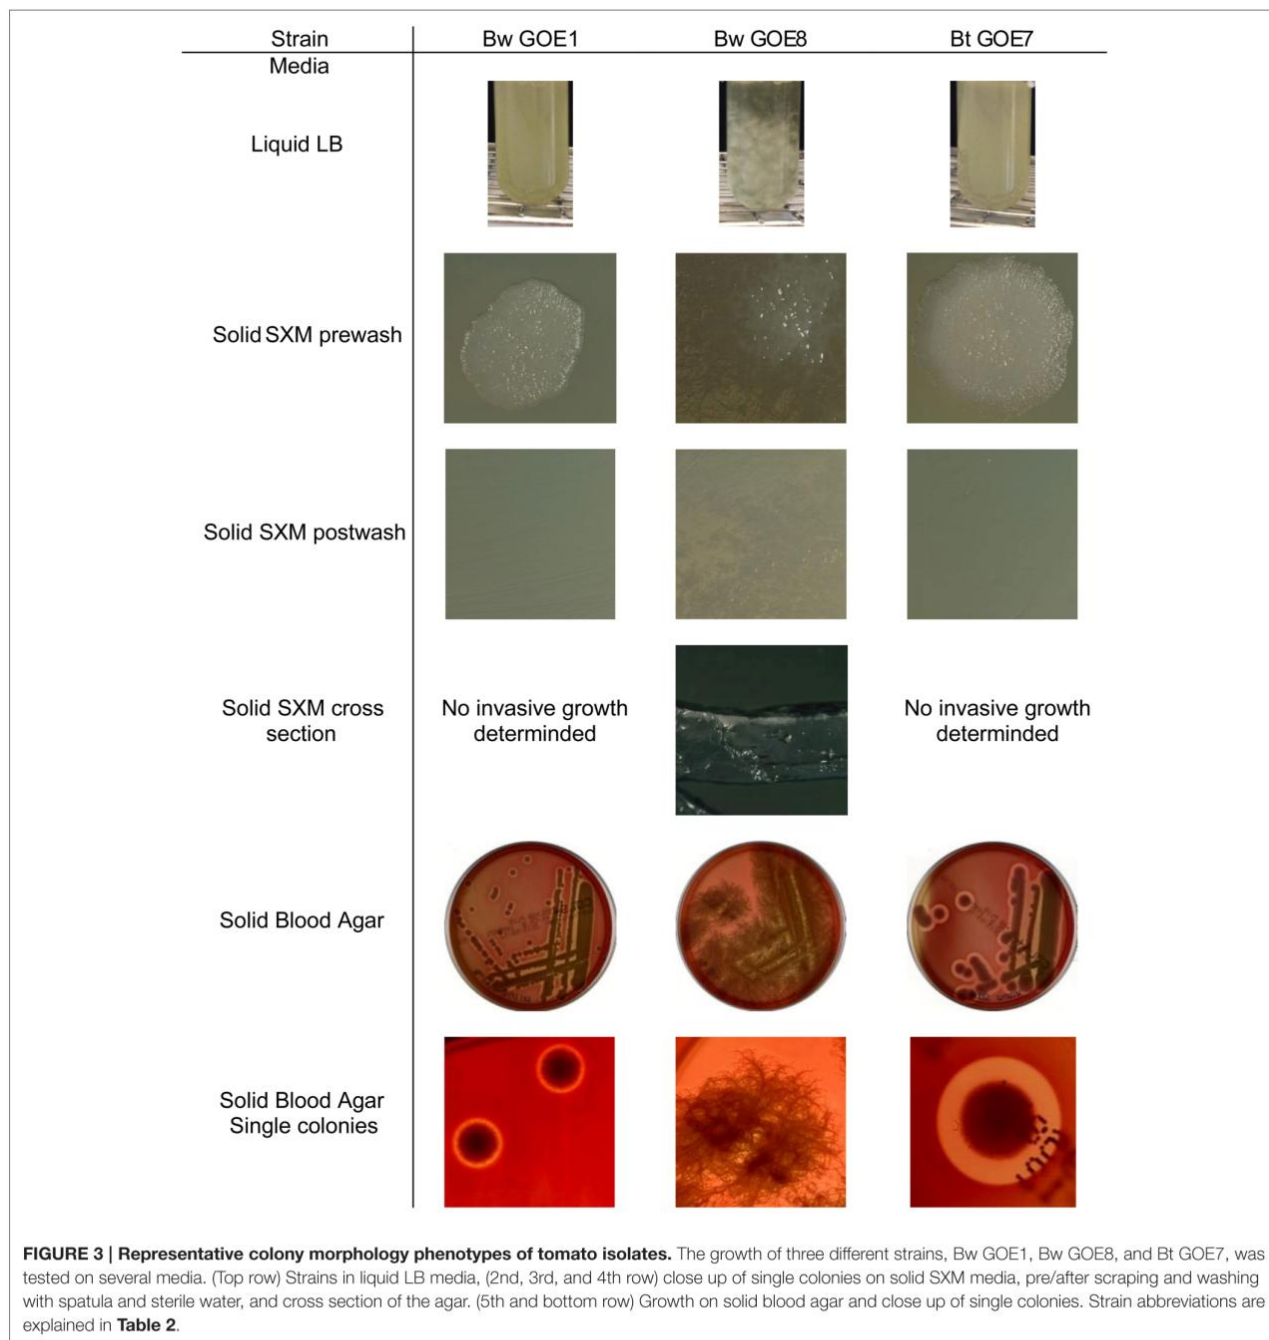 Strain Bw GOE1 Bw GOE8 Bt GOE7
Media
Liquid LB
Solid SXM prewash
Solid SXM postwash
Solid SXM cross
section
No invasive growth
determinded
No invasive growth
determinded
Solid Blood Agar
Solid Blood Agar
Single colonies
FIGURE 3 | Representative colony morphology phenotypes of tomato isolates. The growth of three different strains, Bw GOE1, Bw GOE8, and Bt GOE7, was
tested on several media. (Top row) Strains in liquid LB media, (2nd, 3rd, and 4th row) close up of single colonies on solid SXM media, pre/after scraping and washing
with spatula and sterile water, and cross section of the agar. (5th and bottom row) Growth on solid blood agar and close up of single colonies. Strain abbreviations are
explained in Table 2.